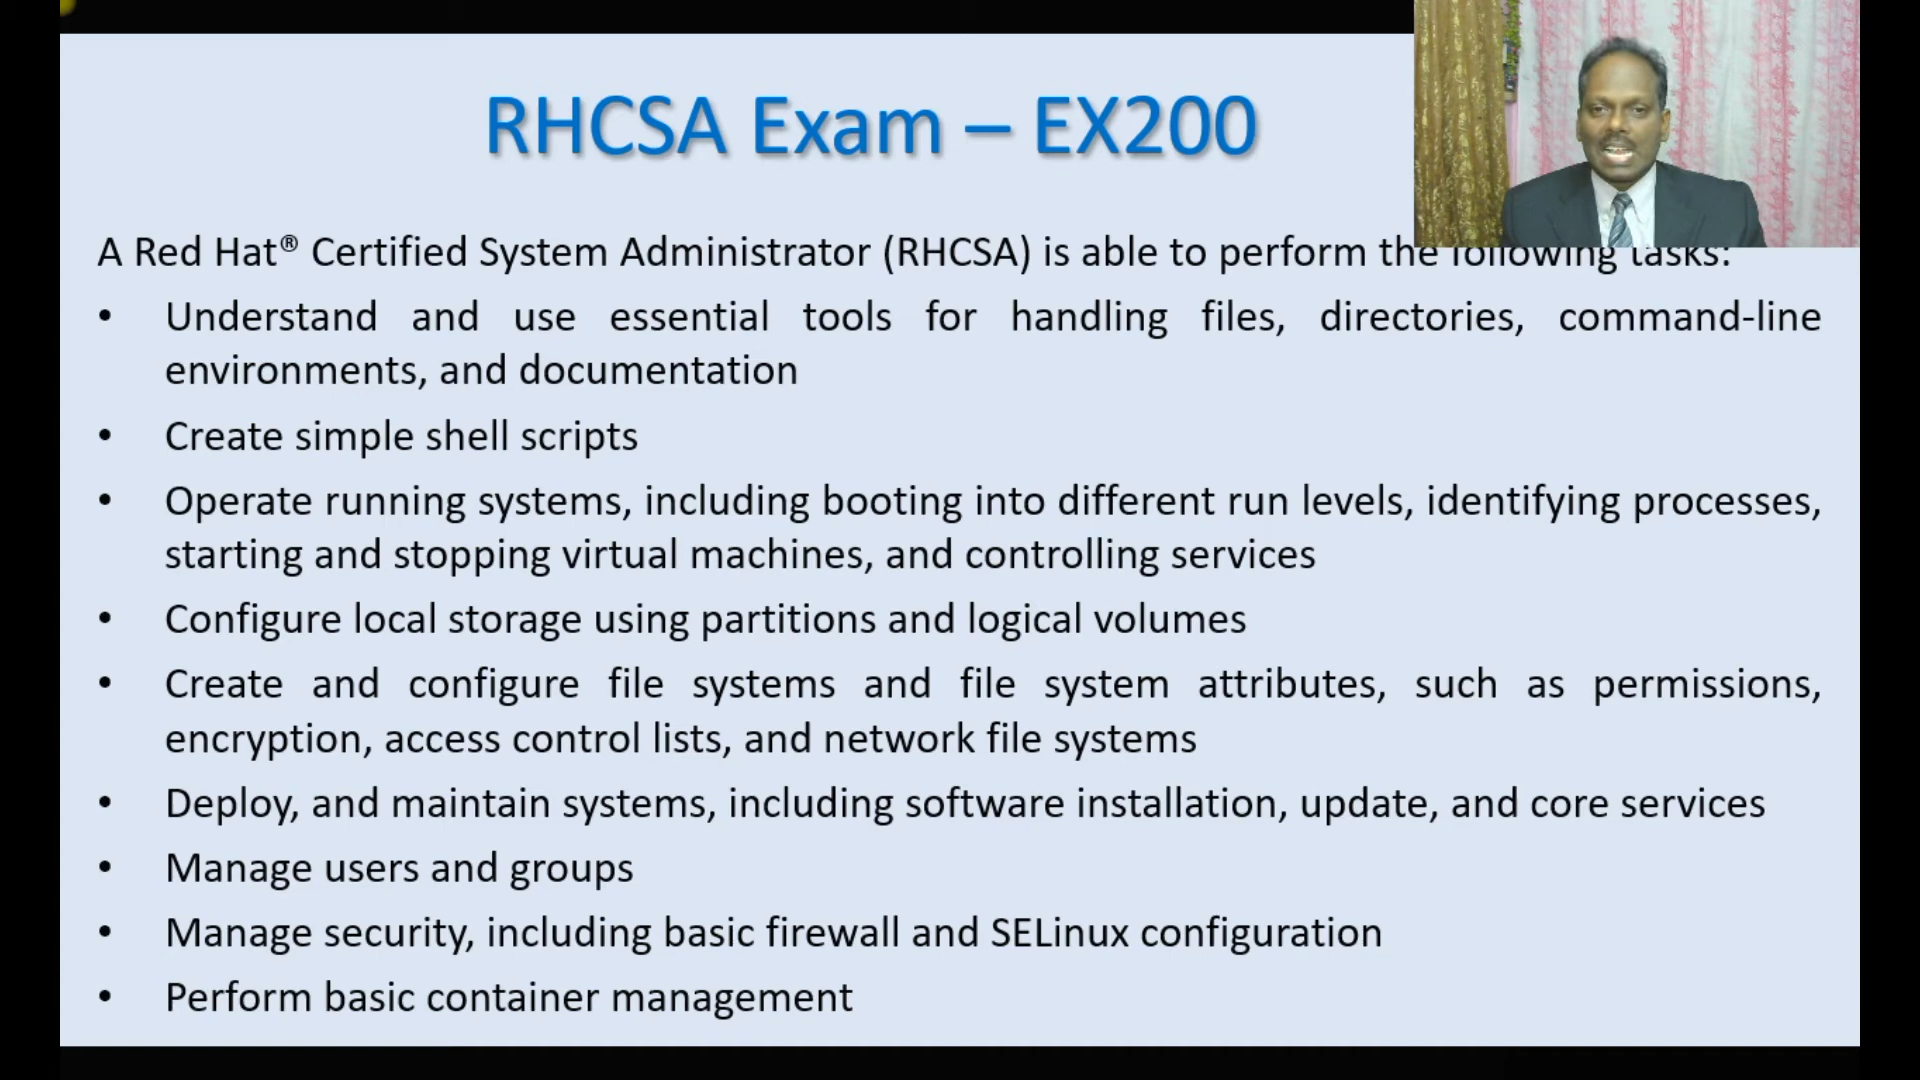 RHCSA Exam – EX200
A Red Hat® Certified System Administrator (RHCSA) is able to perform the following tasks:
• Understand and use essential tools for handling files, directories, command-line
environments, and documentation
• Create simple shell scripts
• Operate running systems, including booting into different run levels, identifying processes,
starting and stopping virtual machines, and controlling services
• Configure local storage using partitions and logical volumes
• Create and configure file systems and file system attributes, such as permissions,
encryption, access control lists, and network file systems
• Deploy, and maintain systems, including software installation, update, and core services
• Manage users and groups
• Manage security, including basic firewall and SELinux configuration
• Perform basic container management